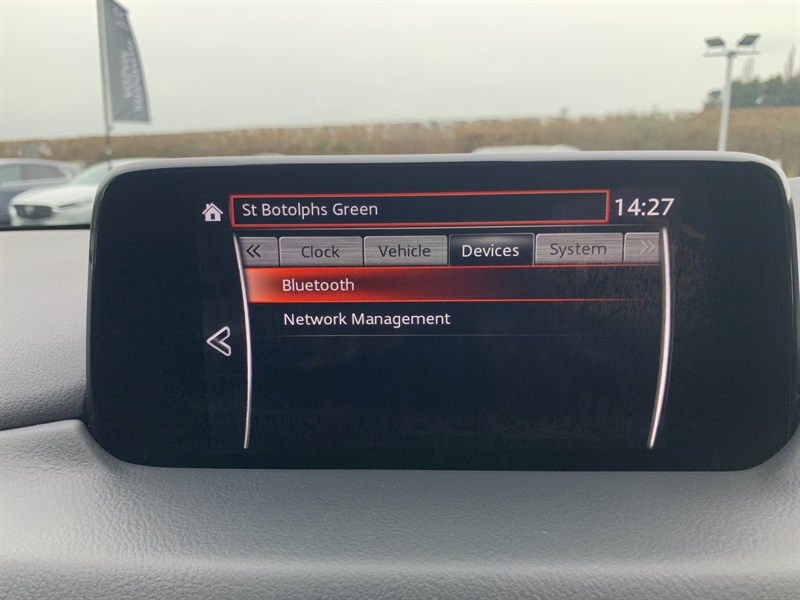 St Botolphs Green 14:27
Clock Vehicle Devices System
Bluetooth
Network Management